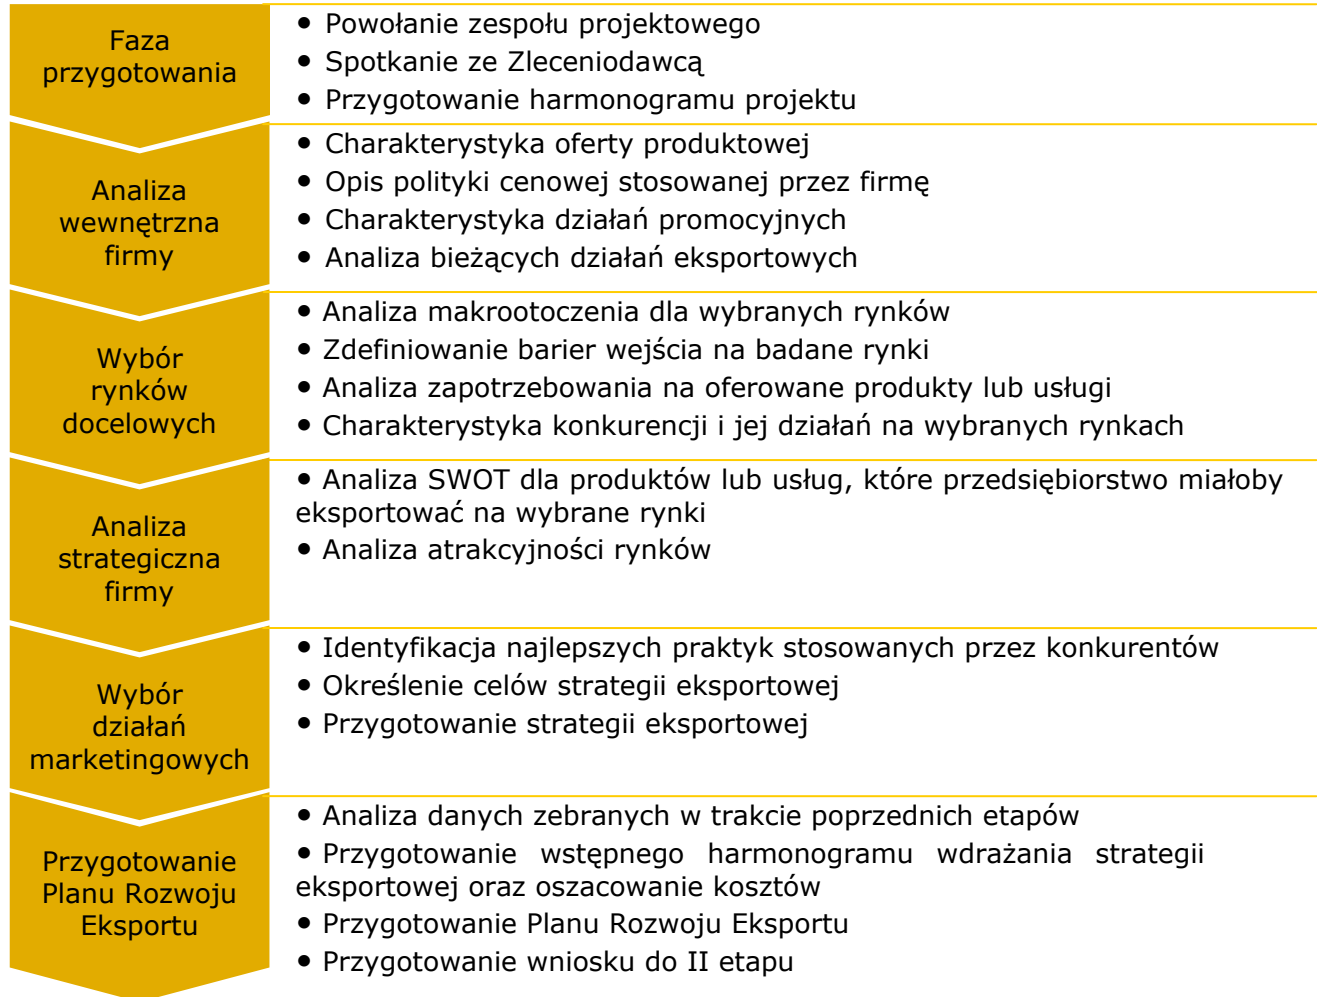 Faza
przygotowania
• Powołanie zespołu projektowego
• Spotkanie ze Zleceniodawcą
• Przygotowanie harmonogramu projektu
Analiza
wewnętrzna
firmy
• Charakterystyka oferty produktowej
• Opis polityki cenowej stosowanej przez firmę
• Charakterystyka działań promocyjnych
• Analiza bieżących działań eksportowych
Wybór
rynków
docelowych
• Analiza makrootoczenia dla wybranych rynków
• Zdefiniowanie barier wejścia na badane rynki
• Analiza zapotrzebowania na oferowane produkty lub usługi
• Charakterystyka konkurencji i jej działań na wybranych rynkach
Analiza
strategiczna
firmy
• Analiza SWOT dla produktów lub usług, które przedsiębiorstwo miałoby
eksportować na wybrane rynki
• Analiza atrakcyjności rynków
Wybór
działań
marketingowych
• Identyfikacja najlepszych praktyk stosowanych przez konkurentów
• Określenie celów strategii eksportowej
• Przygotowanie strategii eksportowej
Przygotowanie
Planu Rozwoju
Eksportu
• Analiza danych zebranych w trakcie poprzednich etapów
• Przygotowanie wstępnego harmonogramu wdrażania strategii
eksportowej oraz oszacowanie kosztów
• Przygotowanie Planu Rozwoju Eksportu
• Przygotowanie wniosku do II etapu